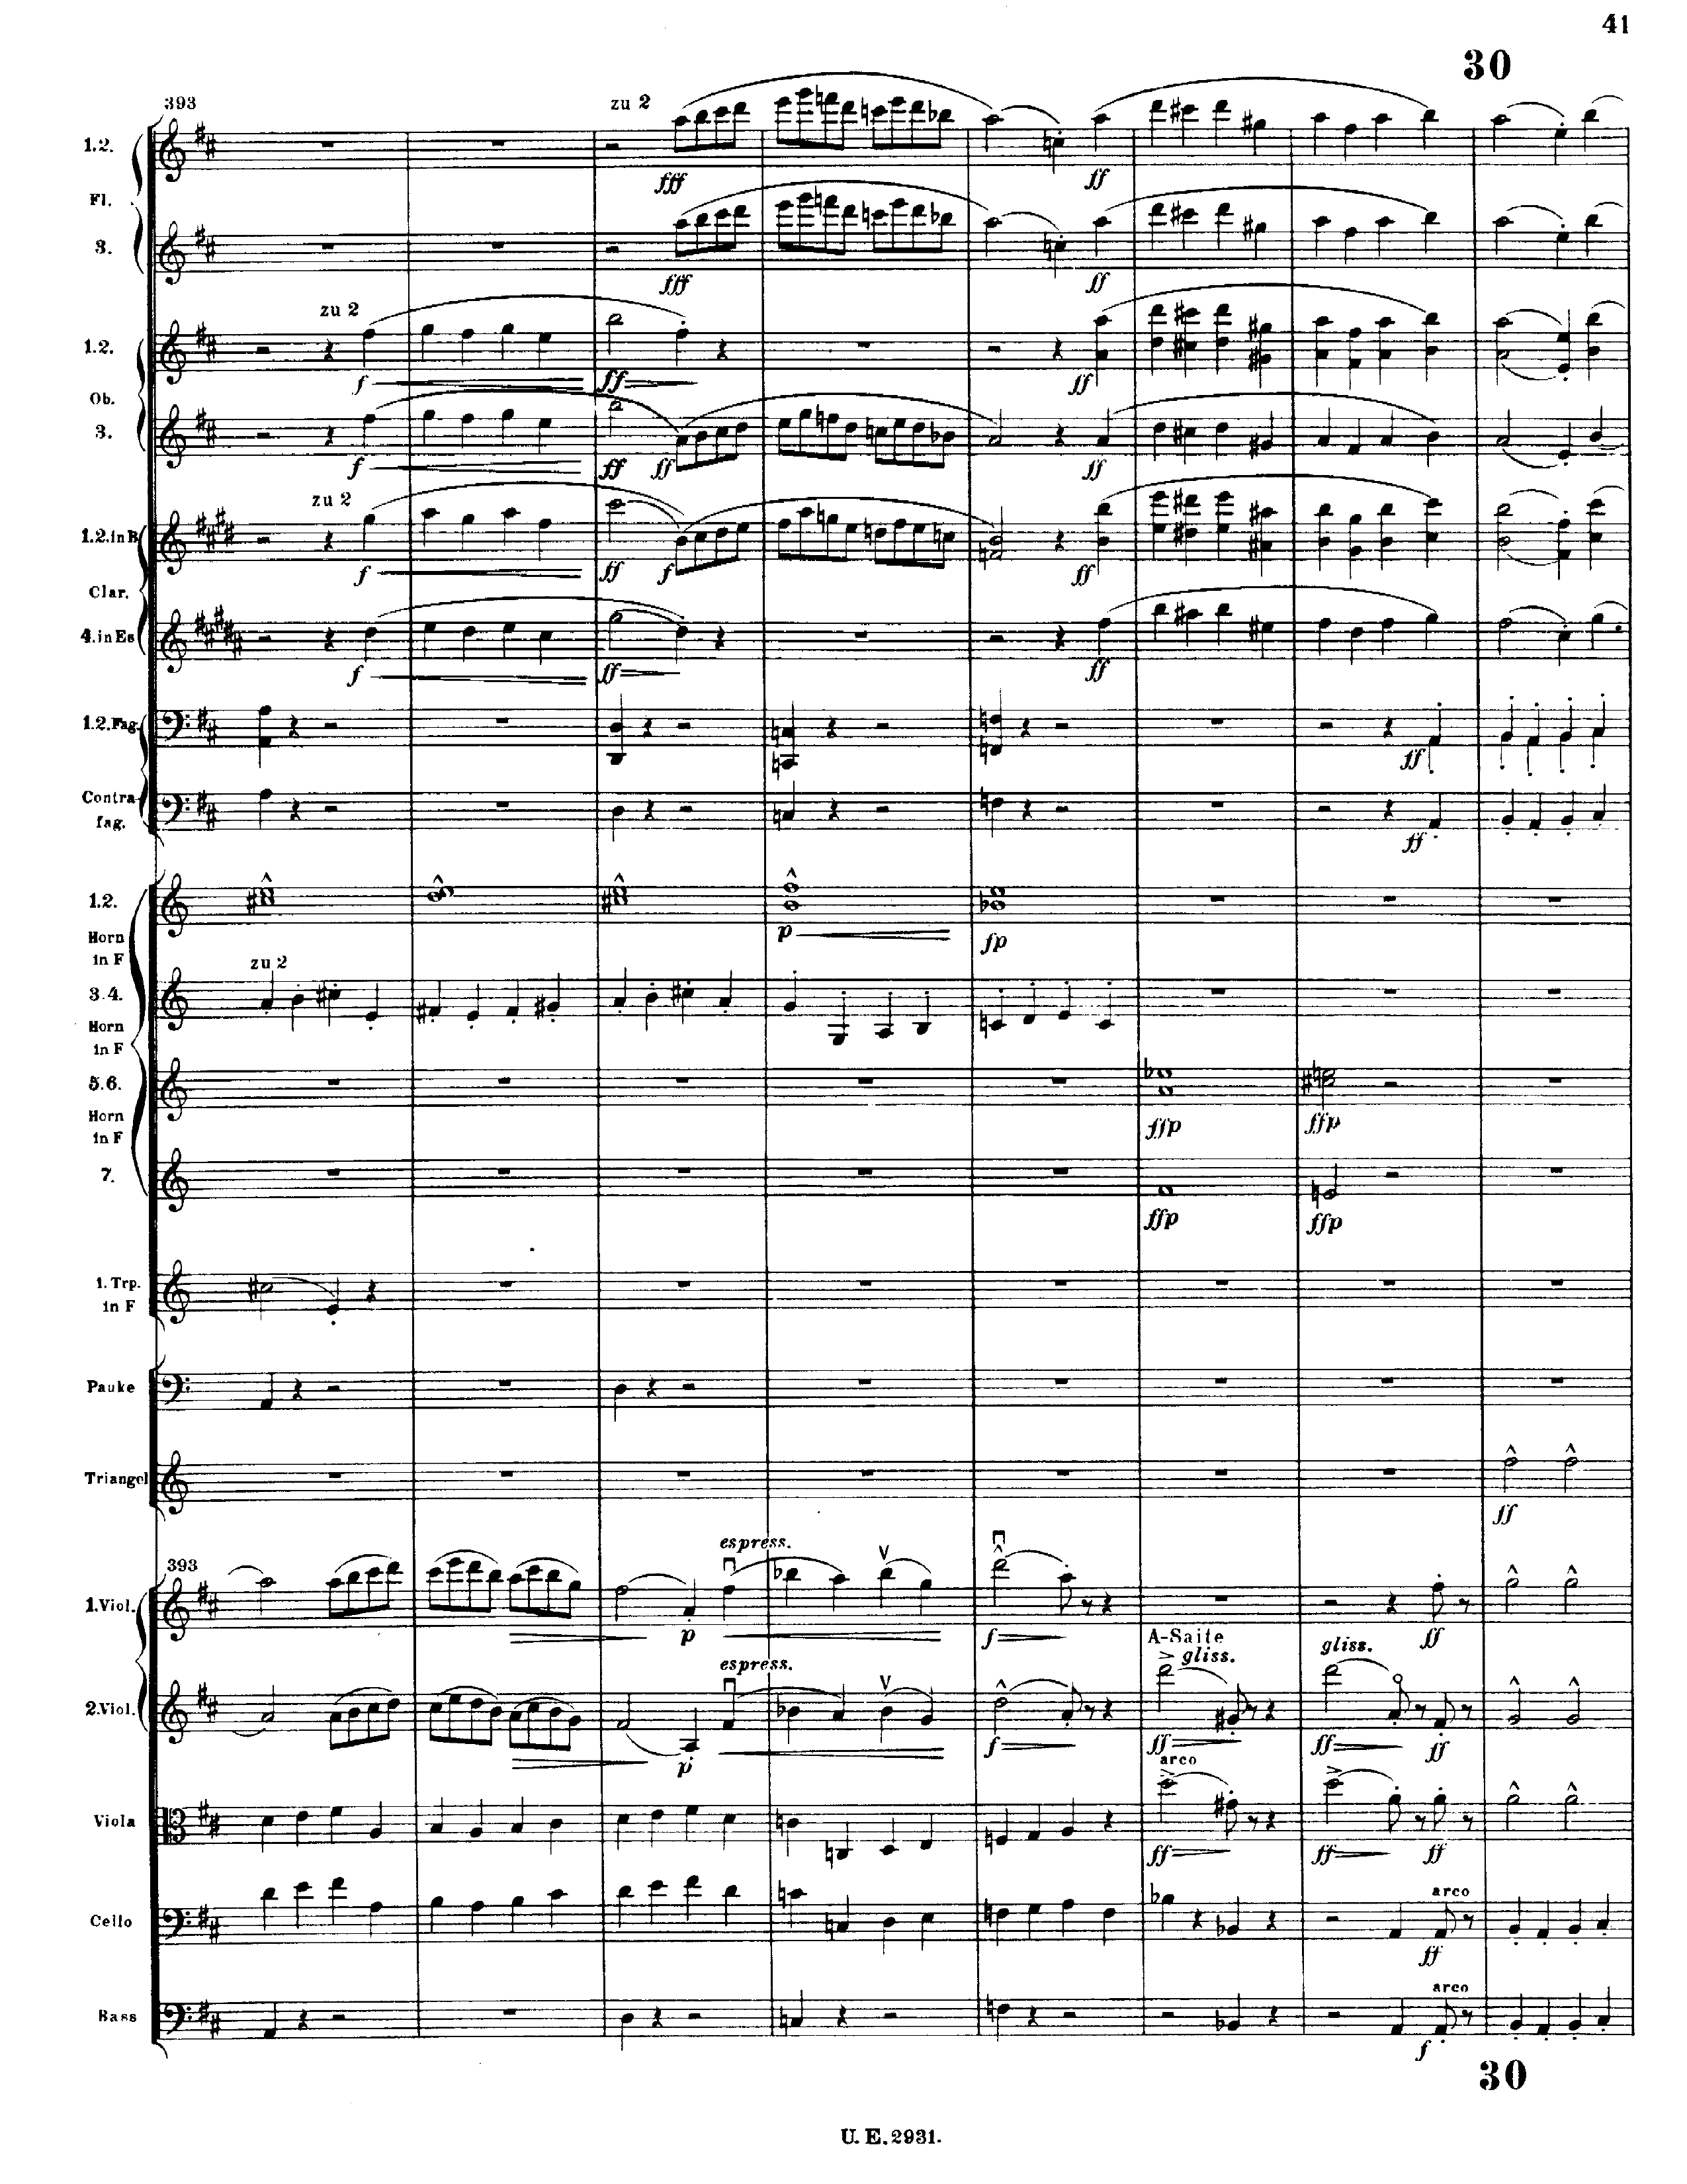 41
30
393
zu 2
1.2.
fff
ff
Fl.
3.
fff
ff
zu 2
1.2.
f
ff
ff
Ob.
3.
f
ff
ff
ff
zu 2
1.2.in B
f
ff
f
ff
Clar.
4.in Es
f
ff
ff
1.2.Fag.
ff
Contra-
fag.
ff
1.2.
p
fp
Horn
in F
zu 2
3.4.
Horn
in F
5.6.
ffp
ffp
Horn
in F
7.
ffp
ffp
1. Trp.
in F
Pauke
Triangel
ff
393
espress.
1.Viol.
p
f
ff
A-Saite
gliss.
gliss.
espress.
2.Viol.
p
f
ff
ff
ff
arco
Viola
ff
ff
ff
arco
Cello
ff
arco
Bass
f
30
U. E. 2931.